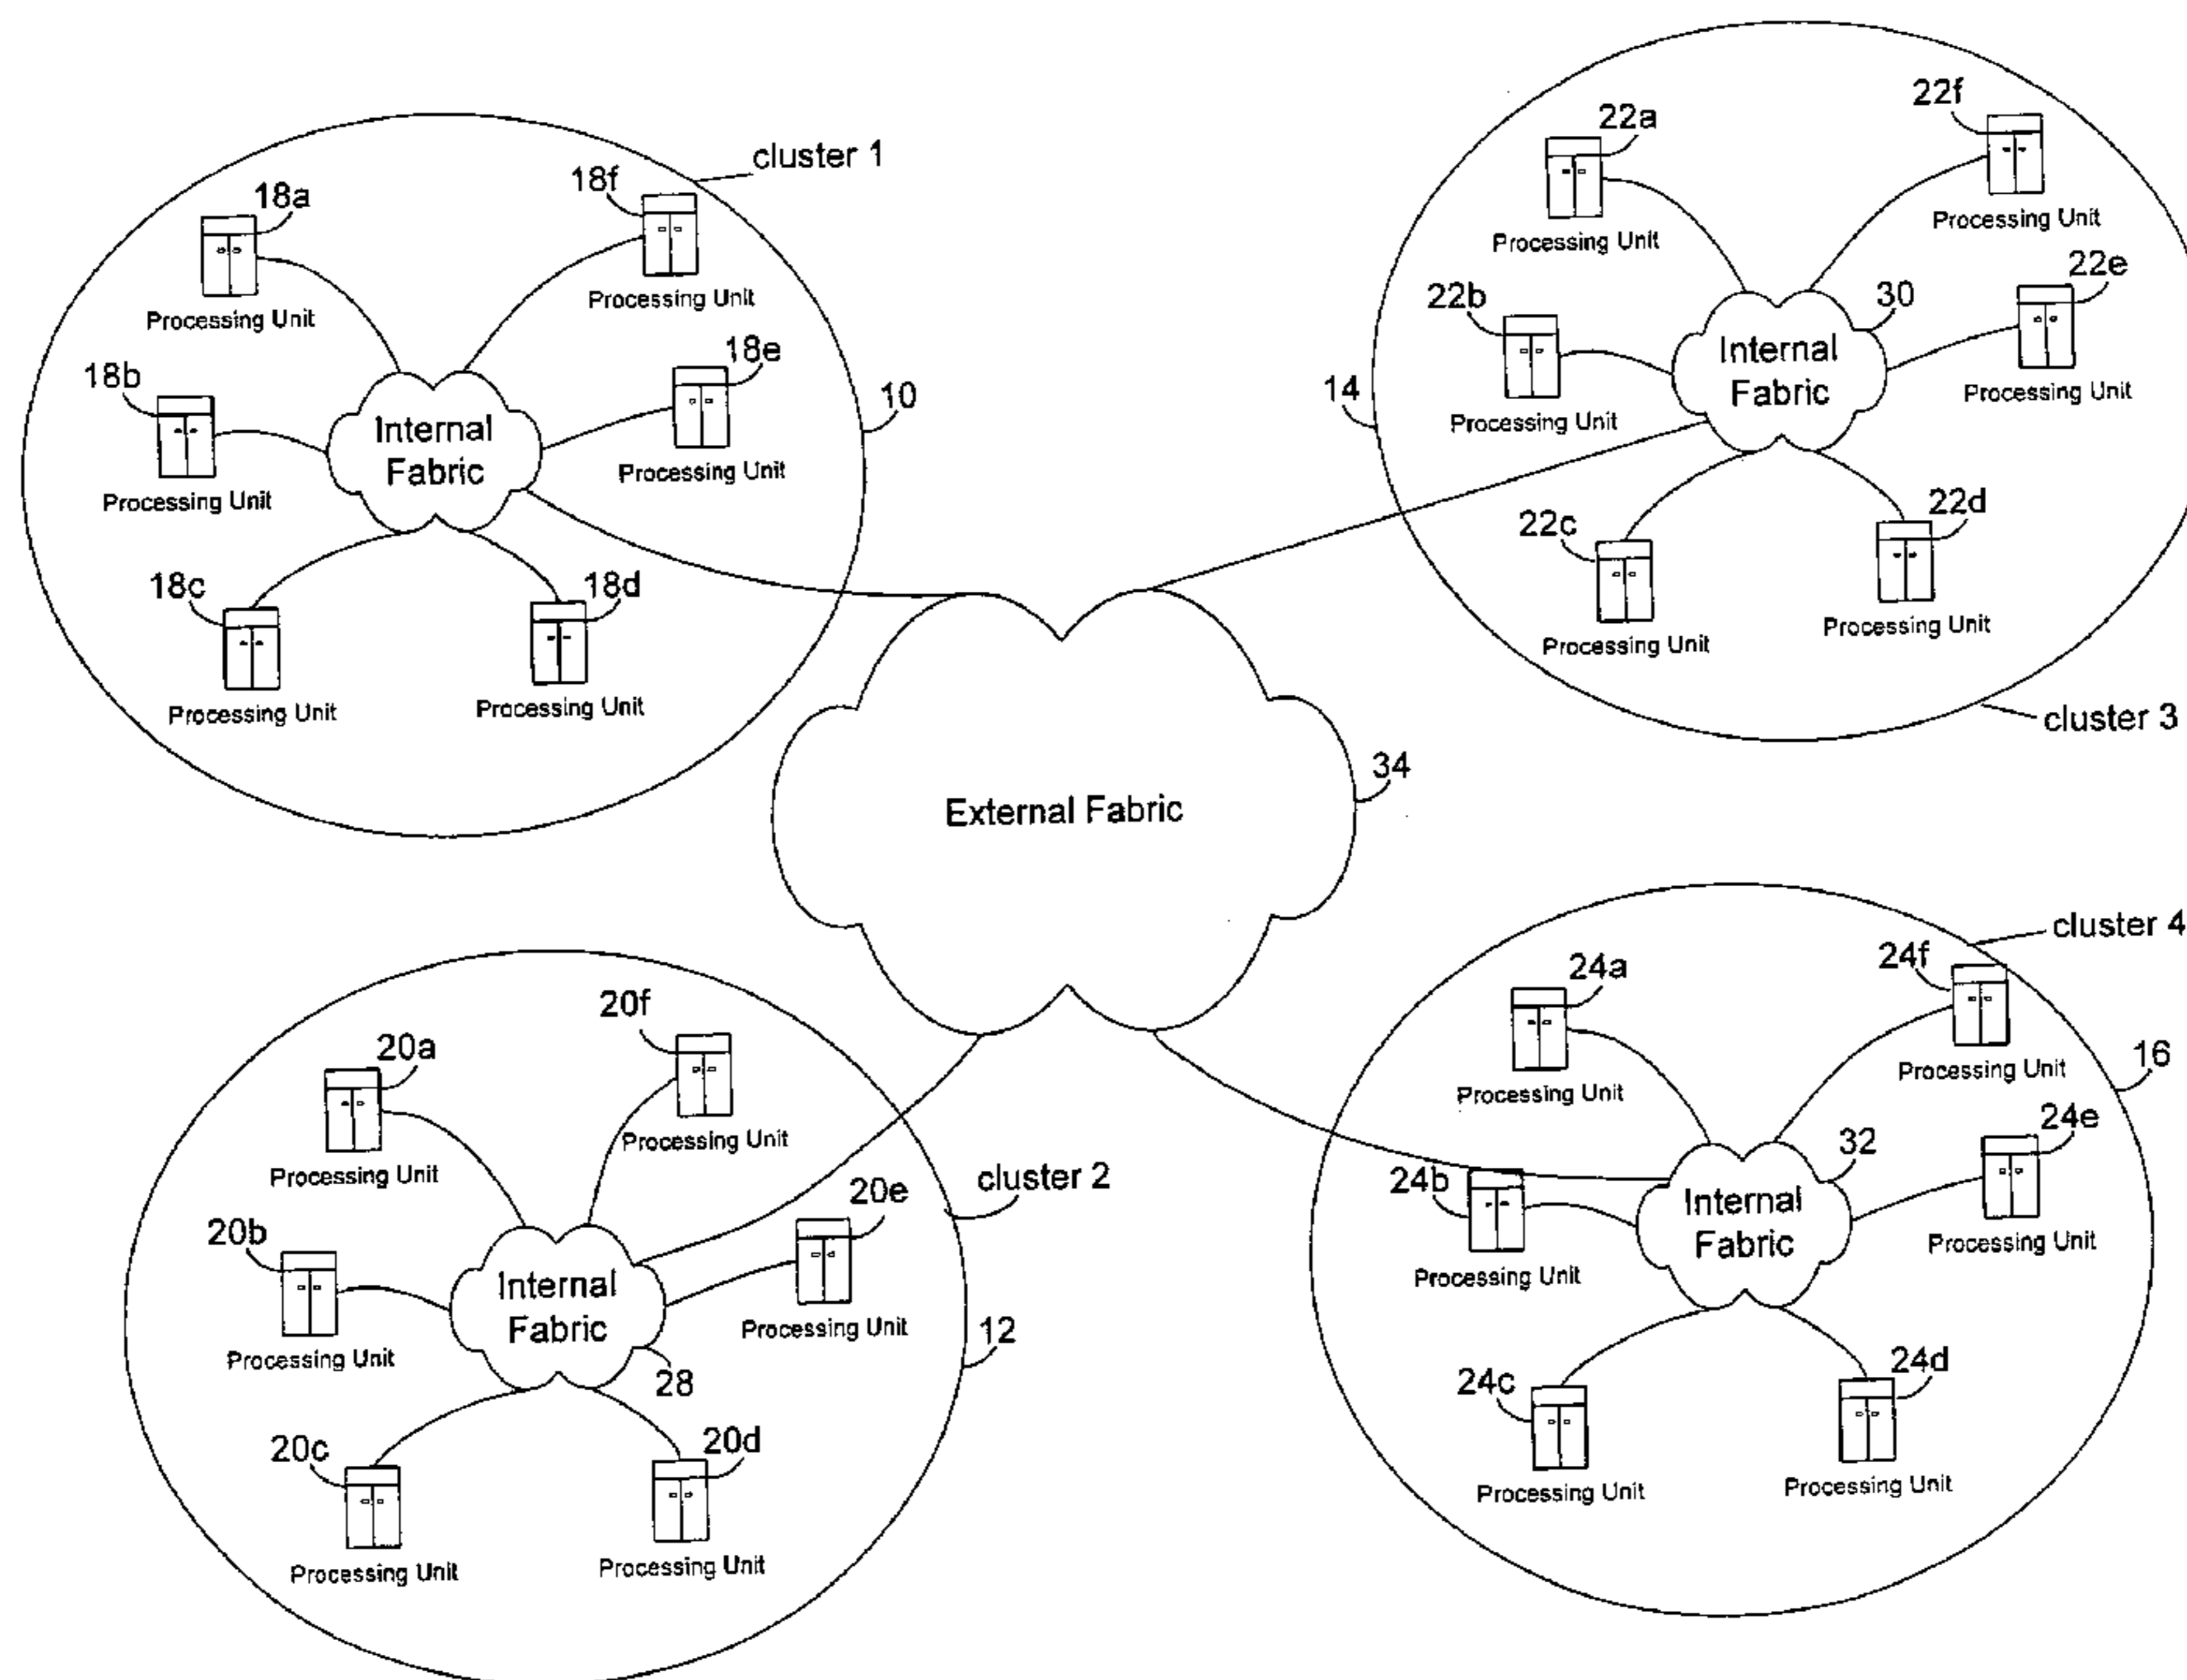 cluster 1
18a
Processing Unit
18f
Processing Unit
18b
Processing Unit
18e
Processing Unit
10
Internal
Fabric
18c
Processing Unit
18d
Processing Unit
22a
Processing Unit
22f
Processing Unit
22b
Processing Unit
22e
Processing Unit
30
Internal
Fabric
14
22c
Processing Unit
22d
Processing Unit
cluster 3
External Fabric
34
20a
Processing Unit
20f
Processing Unit
cluster 2
20b
Processing Unit
20e
Processing Unit
Internal
Fabric
28
12
20c
Processing Unit
20d
Processing Unit
cluster 4
24a
Processing Unit
24f
Processing Unit
16
24b
Processing Unit
24e
Processing Unit
32
Internal
Fabric
24c
Processing Unit
24d
Processing Unit